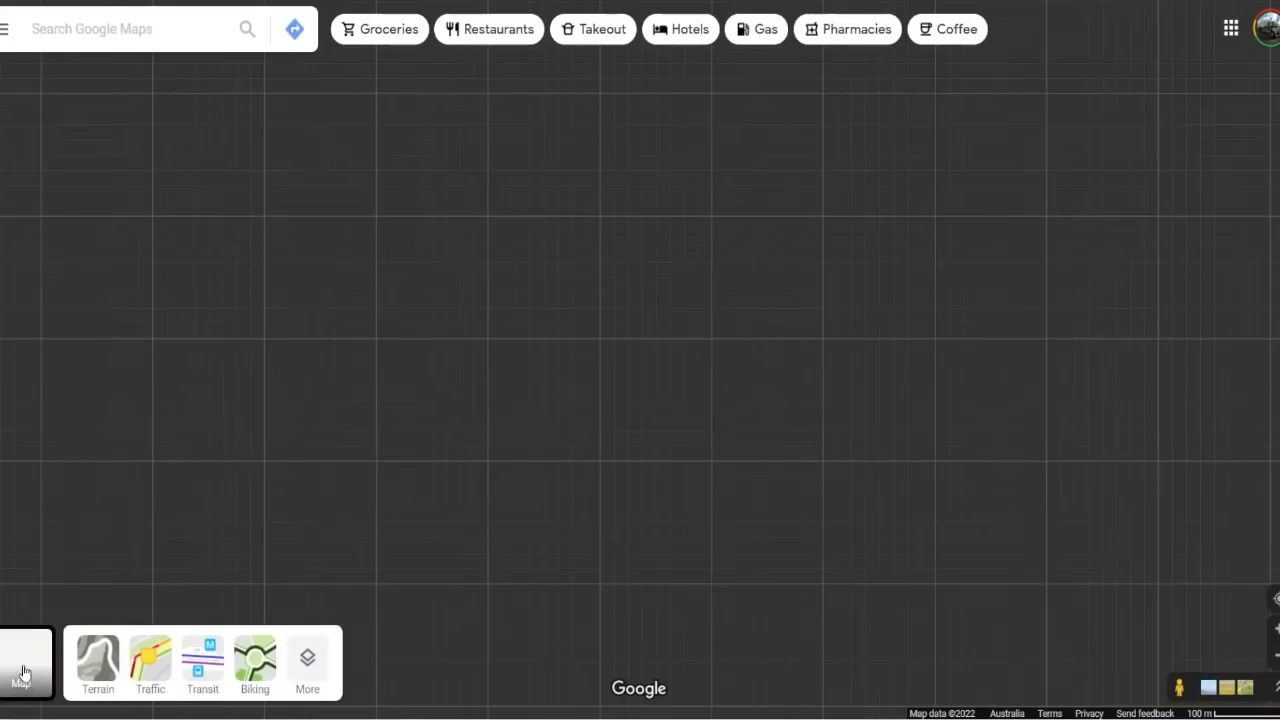 Search Google Maps
Groceries
Restaurants
Takeout
Hotels
Gas
Pharmacies
Coffee
Map
Terrain
Traffic
M
Transit
Biking
More
Google
Map data ©2022 Australia Terms Privacy Send feedback 100 m